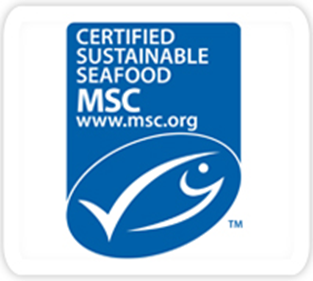 CERTIFIED
SUSTAINABLE
SEAFOOD
MSC
www.msc.org
TM